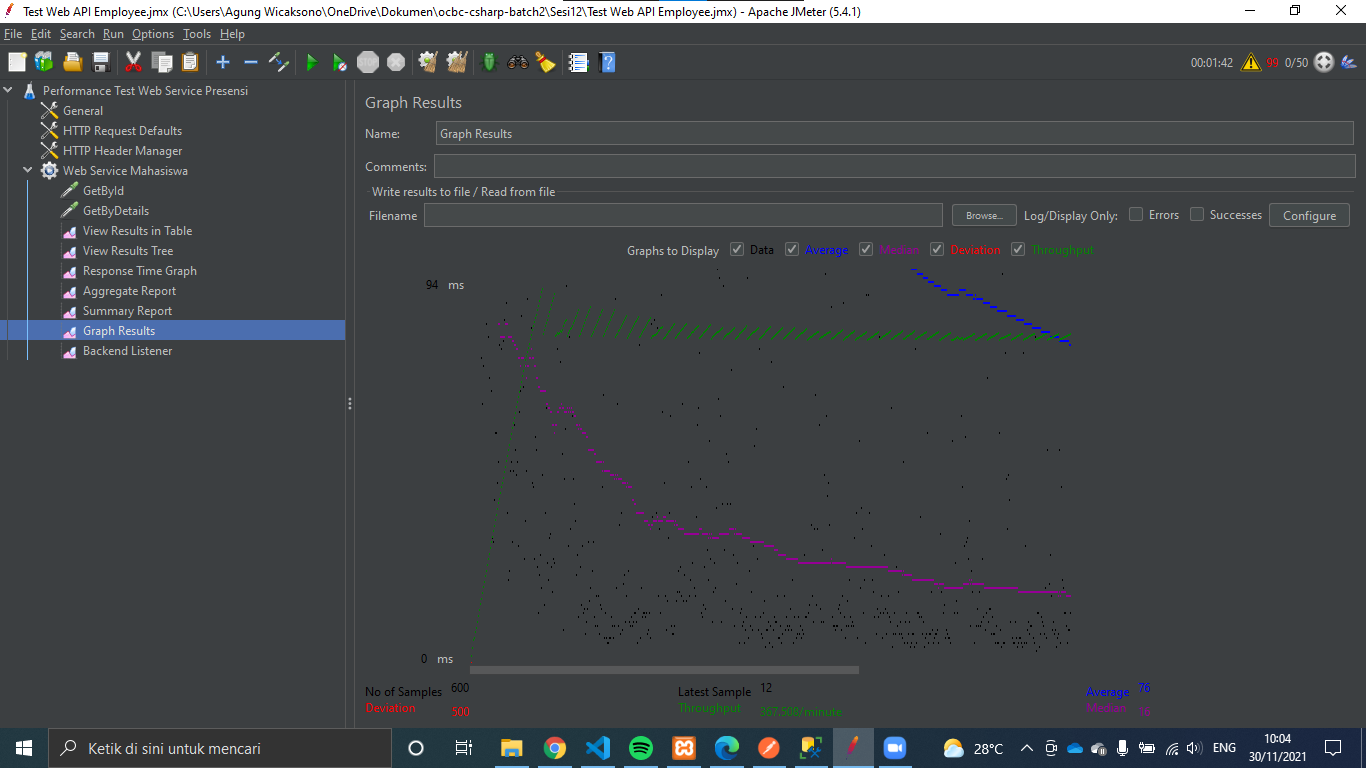 Test Web API Employee.jmx (C:\Users\Agung Wicaksono\OneDrive\Dokumen\ocbc-csharp-batch2\Sesi12\Test Web API Employee.jmx) - Apache JMeter (5.4.1)
File Edit Search Run Options Tools Help
00:01:42 99 0/50
Performance Test Web Service Presensi
General
HTTP Request Defaults
HTTP Header Manager
Web Service Mahasiswa
GetById
GetByDetails
View Results in Table
View Results Tree
Response Time Graph
Aggregate Report
Summary Report
Graph Results
Backend Listener
Graph Results
Name: Graph Results
Comments:
Write results to file / Read from file
Filename Browse... Log/Display Only: Errors Successes Configure
Graphs to Display Data Average Median Deviation Throughput
94 ms
0 ms
No of Samples 600 Latest Sample 12 Average 76
Deviation 500 Throughput 367.508/minute Median
Ketik di sini untuk mencari
28°C ENG 10:04
30/11/2021